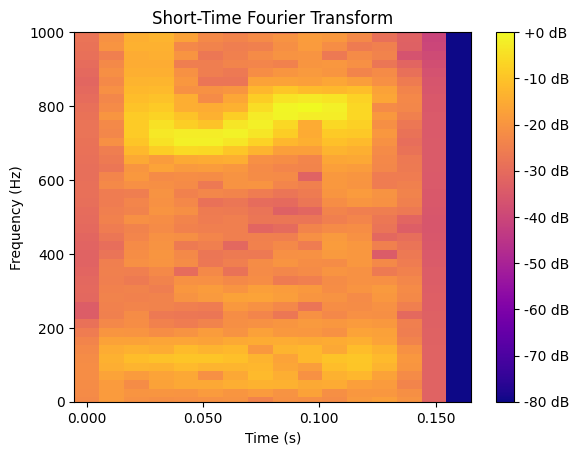 Short-Time Fourier Transform
1000
800
600
400
200
0
Frequency (Hz)
0.000
0.050
0.100
0.150
Time (s)
+0 dB
-10 dB
-20 dB
-30 dB
-40 dB
-50 dB
-60 dB
-70 dB
-80 dB